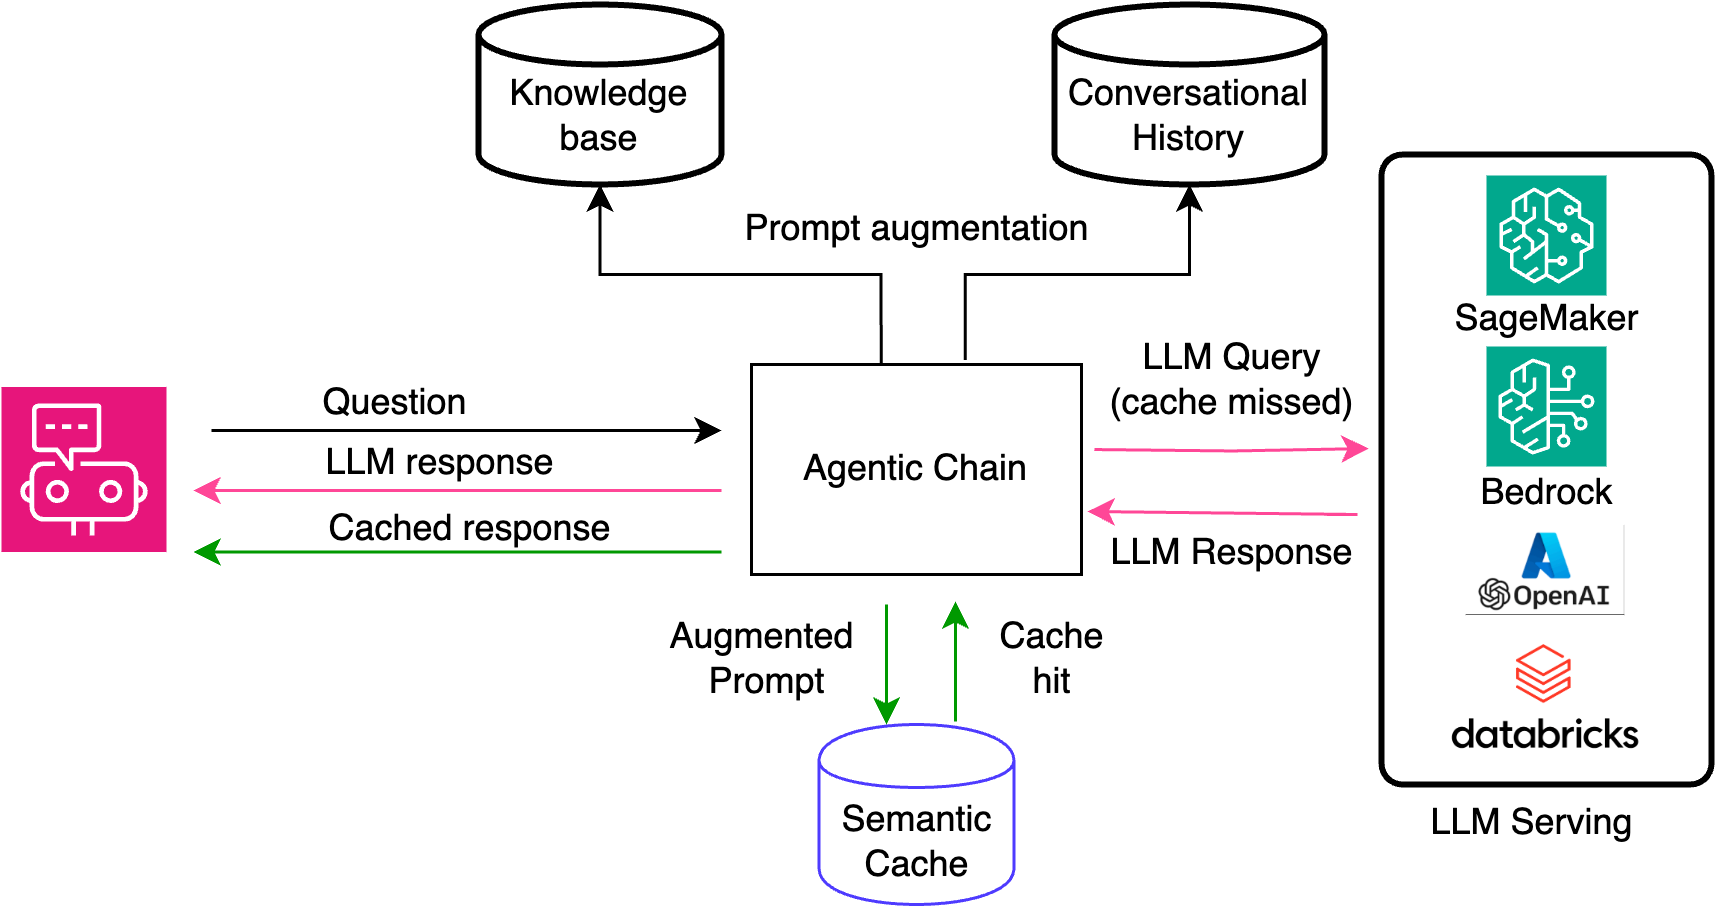 Knowledge
base
Conversational
History
Prompt augmentation
SageMaker
LLM Query
(cache missed)
Question
LLM response
Cached response
Agentic Chain
Bedrock
LLM Response
OpenAI
Augmented
Prompt
Cache
hit
databricks
Semantic
Cache
LLM Serving